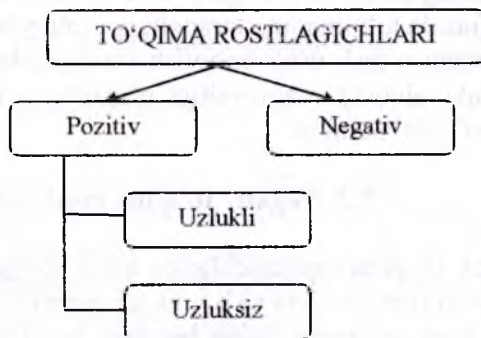 TO‘QIMA ROSTLAGICHLARI
Pozitiv
Negativ
Uzlukli
Uzluksiz